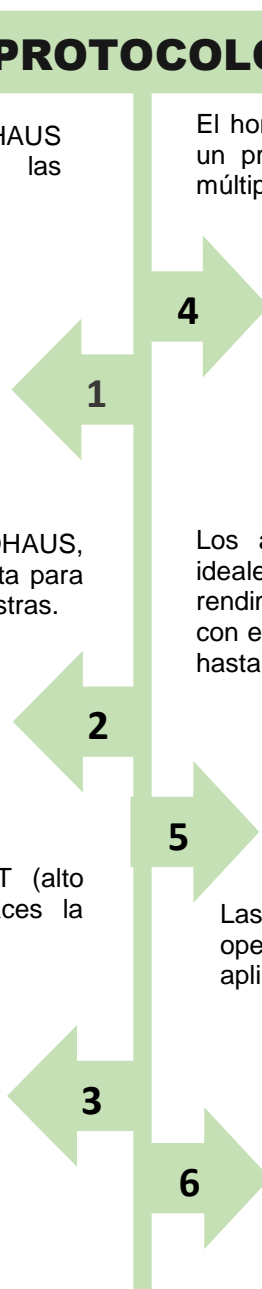 PROTOCOLO
HAUS
las
1
OHAUS,
ta para
stras.
2
T (alto
ces la
3
El hor
un pr
múltip
4
Los a
ideale
rendir
con e
hasta
5
Las
ope
apli
6